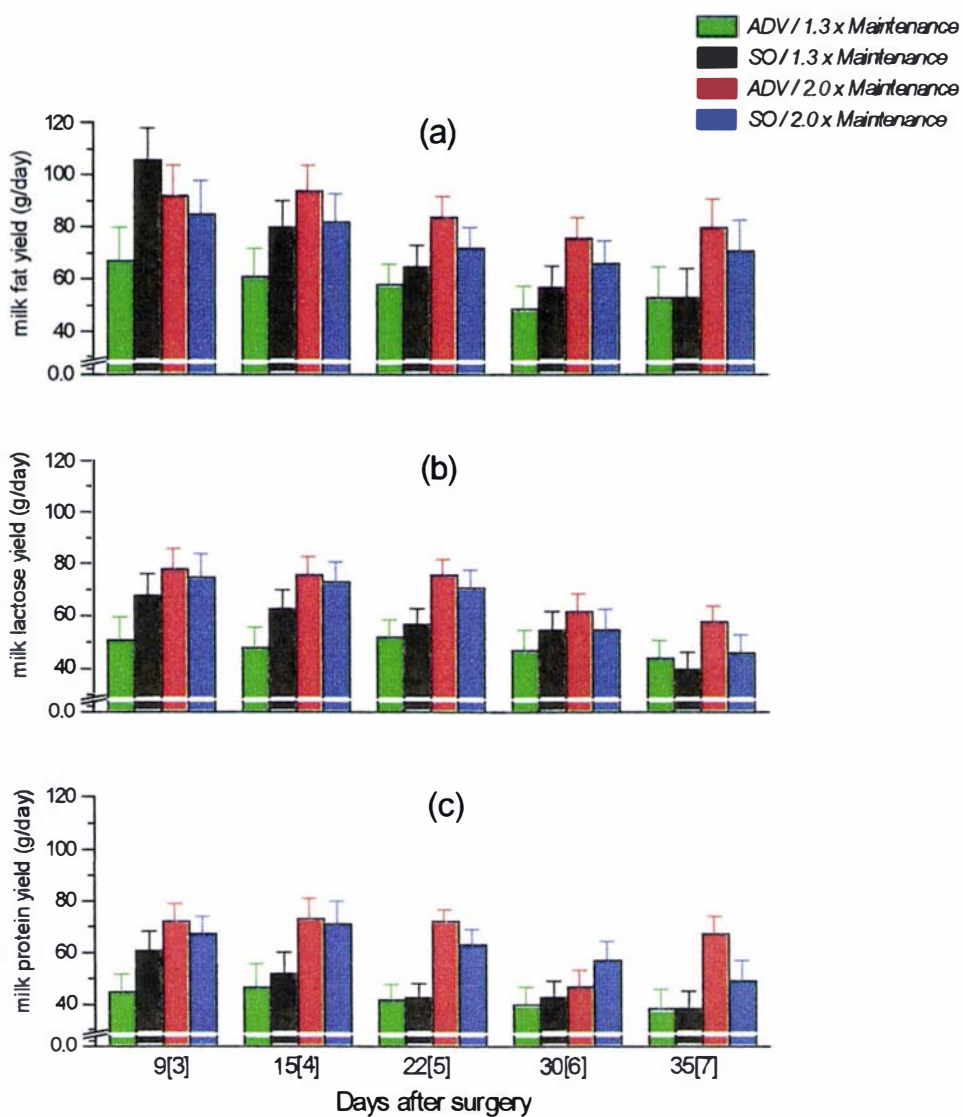 ADV / 1.3 x Maintenance
SO / 1.3 x Maintenance
ADV / 2.0 x Maintenance
SO / 2.0 x Maintenance
(a)
milk fat yield (g/day)
120
100
80
60
40
0.0
(b)
milk lactose yield (g/day)
120
100
80
60
40
0.0
(c)
milk protein yield (g/day)
120
100
80
60
40
0.0
9[3] 15[4] 22[5] 30[6] 35[7]
Days after surgery